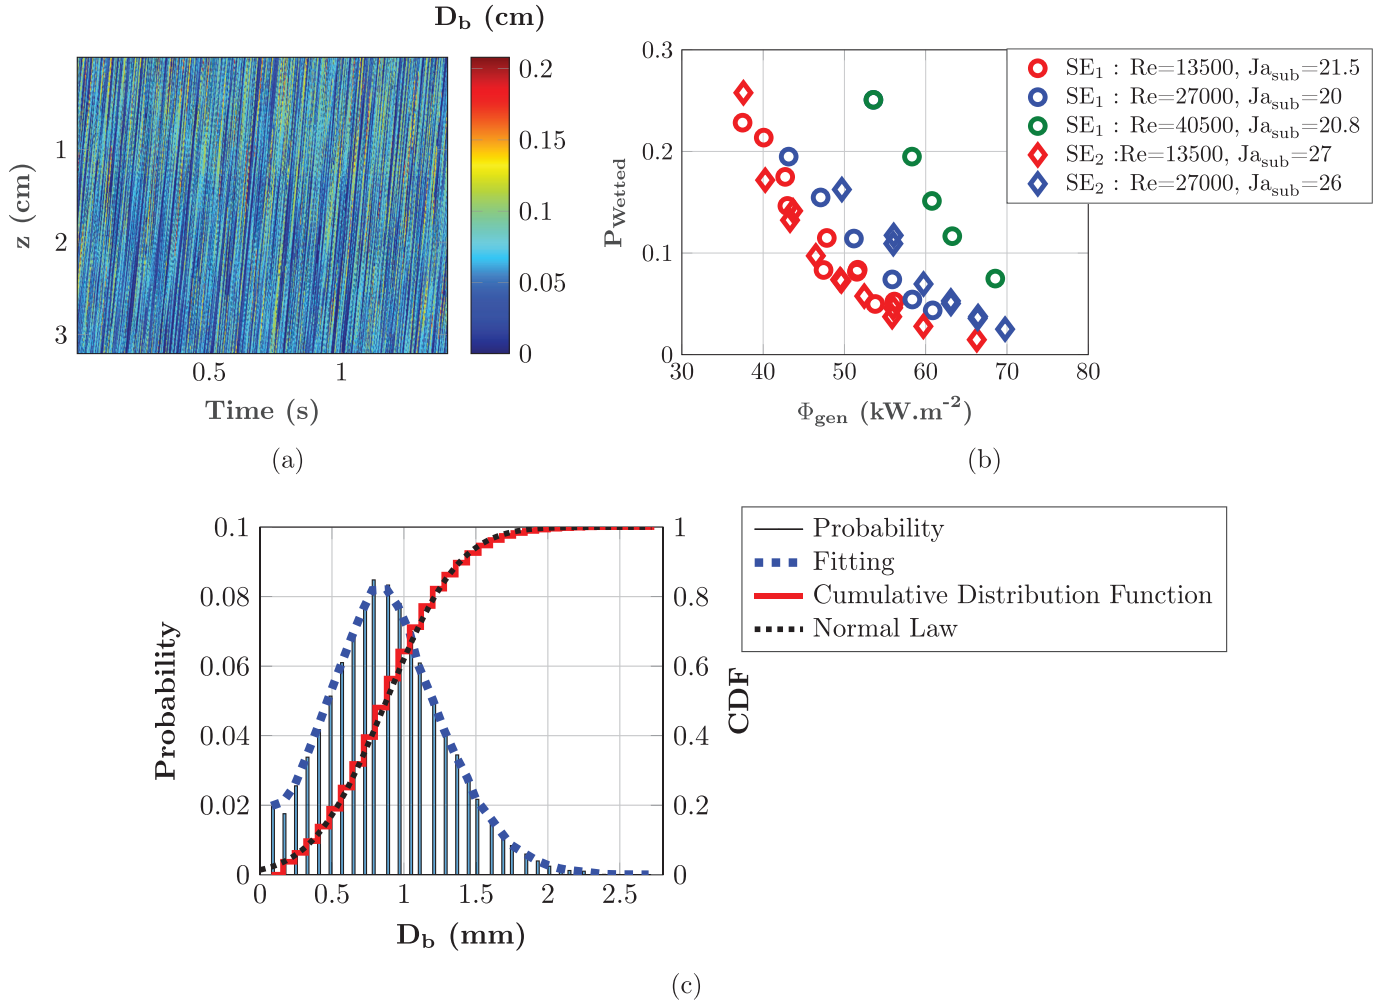 D_b (cm)
z (cm)
1
2
3
0.5
1
Time (s)
0.2
0.15
0.1
0.05
0
(a)
P_Wetted
0.3
0.2
0.1
0
30
40
50
60
70
80
Φ_gen (kW.m^-2)
SE_1 : Re=13500, Ja_sub=21.5
SE_1 : Re=27000, Ja_sub=20
SE_1 : Re=40500, Ja_sub=20.8
SE_2 :Re=13500, Ja_sub=27
SE_2 : Re=27000, Ja_sub=26
(b)
Probability
0.1
0.08
0.06
0.04
0.02
0
0
0.5
1
1.5
2
2.5
D_b (mm)
1
0.8
0.6
0.4
0.2
0
CDF
Probability
Fitting
Cumulative Distribution Function
Normal Law
(c)